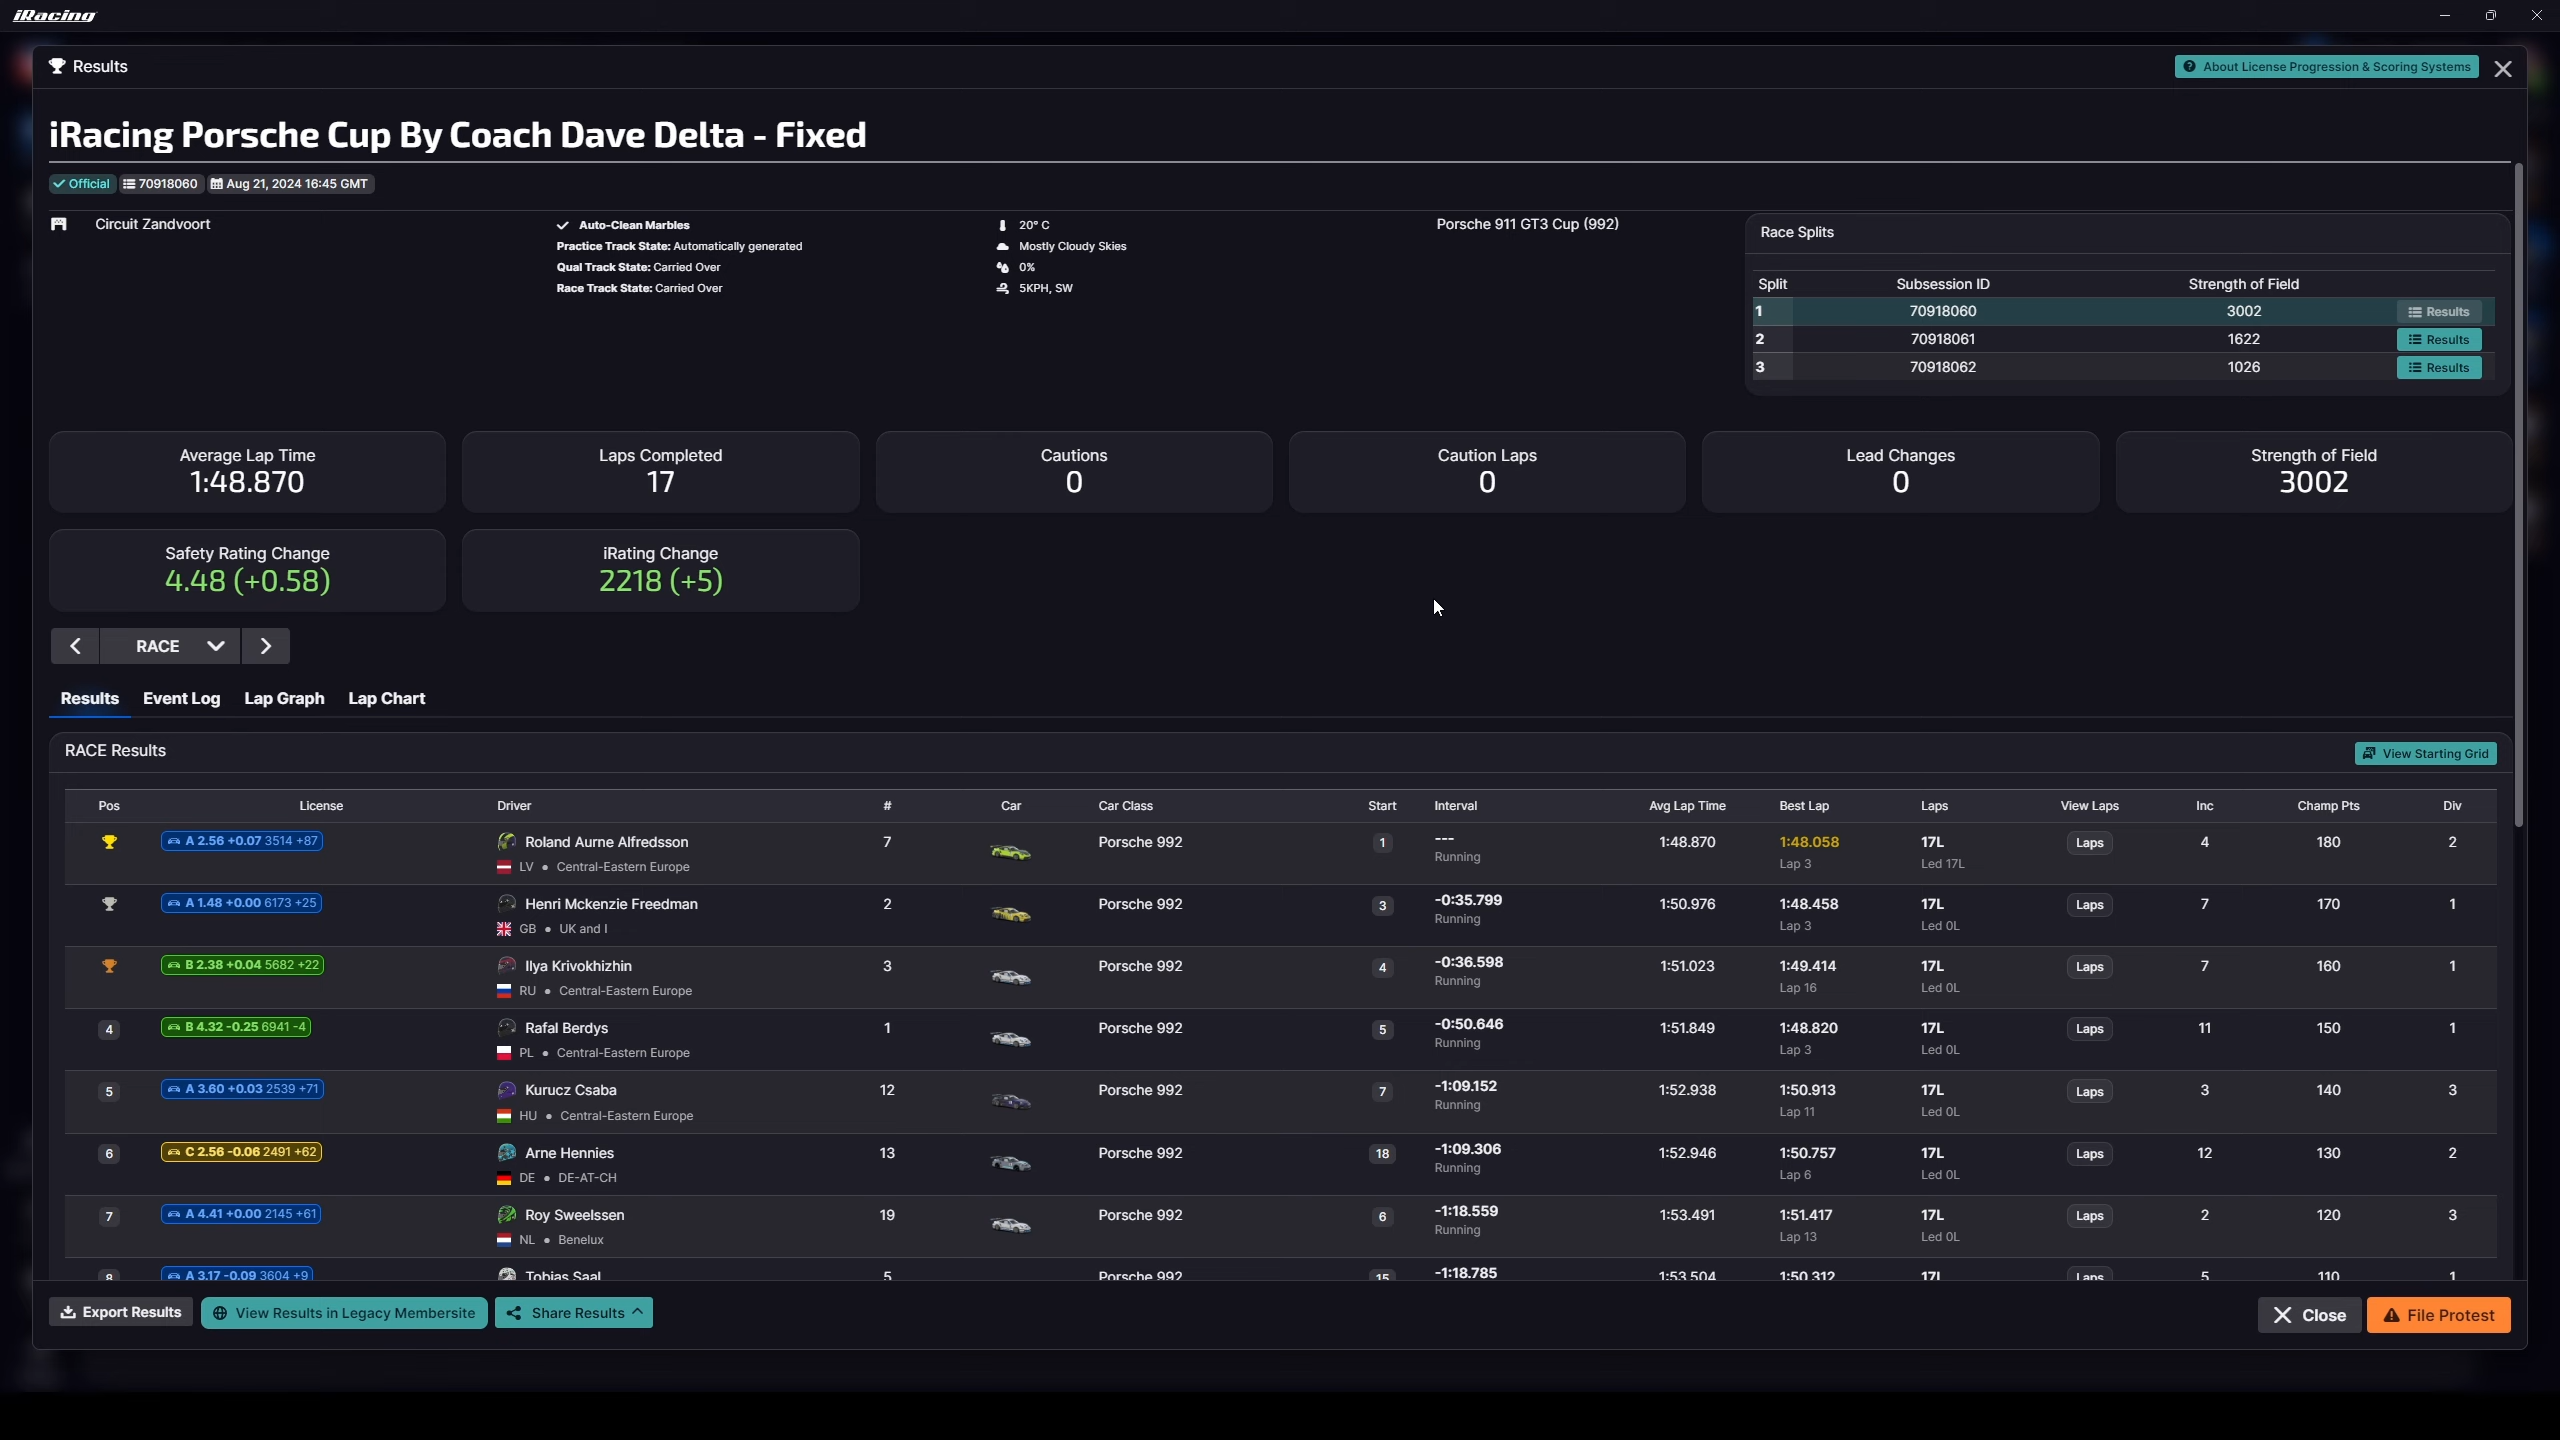 iRacing
Results
About License Progression & Scoring Systems
iRacing Porsche Cup By Coach Dave Delta - Fixed
Official 70918060 Aug 21, 2024 16:45 GMT
Circuit Zandvoort
Auto-Clean Marbles
Practice Track State: Automatically generated
Qual Track State: Carried Over
Race Track State: Carried Over
20° C
Mostly Cloudy Skies
0%
5KPH, SW
Porsche 911 GT3 Cup (992)
Race Splits
Split Subsession ID Strength of Field
1 70918060 3002 Results
2 70918061 1622 Results
3 70918062 1026 Results
Average Lap Time
1:48.870
Laps Completed
17
Cautions
0
Caution Laps
0
Lead Changes
0
Strength of Field
3002
Safety Rating Change
4.48 (+0.58)
iRating Change
2218 (+5)
RACE
Results Event Log Lap Graph Lap Chart
RACE Results
View Starting Grid
Pos License Driver # Car Car Class Start Interval Avg Lap Time Best Lap Laps View Laps Inc Champ Pts Div
A 2.56 +0.07 3514 +87 Roland Aurne Alfredsson 7 Porsche 992 1 --- 1:48.870 1:48.058 17L Laps 4 180 2
LV • Central-Eastern Europe Running Lap 3 Led 17L
A 1.48 +0.00 6173 +25 Henri Mckenzie Freedman 2 Porsche 992 3 -0:35.799 1:50.976 1:48.458 17L Laps 7 170 1
GB • UK and I Running Lap 3 Led 0L
B 2.38 +0.04 5682 +22 Ilya Krivokhizhin 3 Porsche 992 4 -0:36.598 1:51.023 1:49.414 17L Laps 7 160 1
RU • Central-Eastern Europe Running Lap 16 Led 0L
4 B 4.32 -0.25 6941 -4 Rafal Berdys 1 Porsche 992 5 -0:50.646 1:51.849 1:48.820 17L Laps 11 150 1
PL • Central-Eastern Europe Running Lap 3 Led 0L
5 A 3.60 +0.03 2539 +71 Kurucz Csaba 12 Porsche 992 7 -1:09.152 1:52.938 1:50.913 17L Laps 3 140 3
HU • Central-Eastern Europe Running Lap 11 Led 0L
6 C 2.56 -0.06 2491 +62 Arne Hennies 13 Porsche 992 18 -1:09.306 1:52.946 1:50.757 17L Laps 12 130 2
DE • DE-AT-CH Running Lap 6 Led 0L
7 A 4.41 +0.00 2145 +61 Roy Sweelssen 19 Porsche 992 6 -1:18.559 1:53.491 1:51.417 17L Laps 2 120 3
NL • Benelux Running Lap 13 Led 0L
8 A 3.17 -0.09 3604 +9 Tobias Saal 5 Porsche 992 15 -1:18.785 1:53.504 1:50.312 17L Laps 5 110 1
Export Results View Results in Legacy Membersite Share Results
Close File Protest